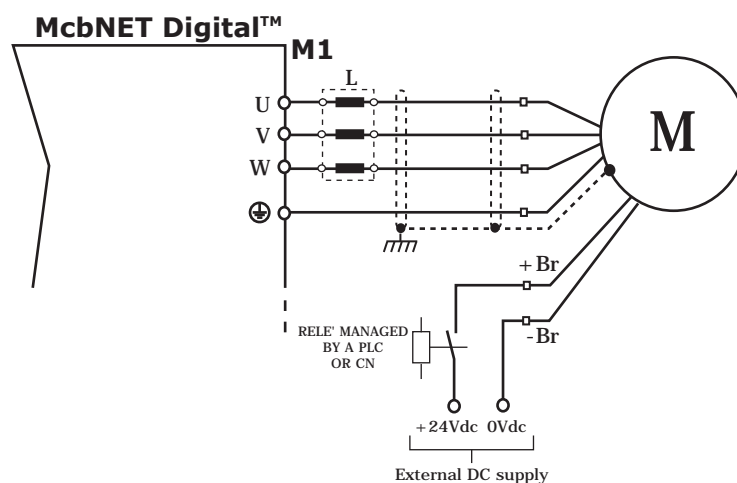 McbNET Digital™
M1
L
U
V
W
M
+Br
-Br
RELE' MANAGED
BY A PLC
OR CN
+24Vdc 0Vdc
External DC supply